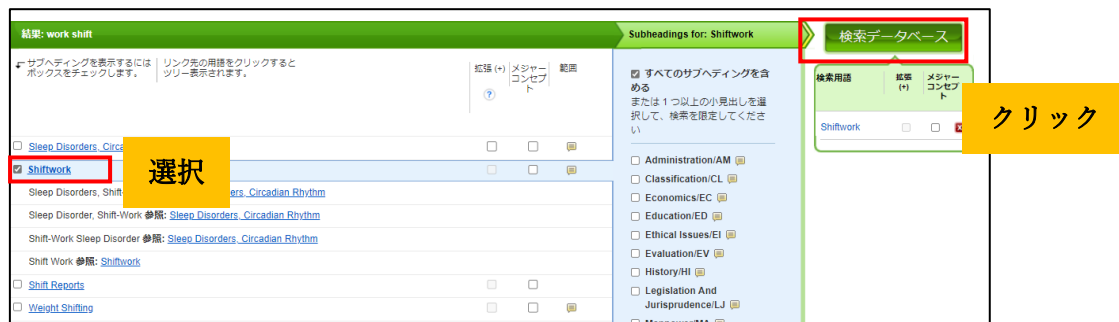 結果: work shift
サブヘディングを表示するには
ボックスをチェックします。
リンク先の用語をクリックすると
ツリー表示されます。
拡張 (+)
メジャー
コンセプ
ト
範囲
?
Sleep Disorders,
Shiftwork
選択
Sleep Disorders,
Circadian Rhythm
Sleep Disorder, Shift-Work 参照: Sleep Disorders, Circadian Rhythm
Shift-Work Sleep Disorder 参照: Sleep Disorders, Circadian Rhythm
Shift Work 参照: Shiftwork
Shift Reports
Weight Shifting
Subheadings for: Shiftwork
すべてのサブヘディングを含
める
または 1 つ以上の小見出しを選
択して、検索を限定してくださ
い
Administration/AM
Classification/CL
Economics/EC
Education/ED
Ethical Issues/EI
Evaluation/EV
History/HI
Legislation And
Jurisprudence/LJ
検索データベース
検索用語
拡張
(+)
メジャー
コンセプ
ト
Shiftwork
クリック